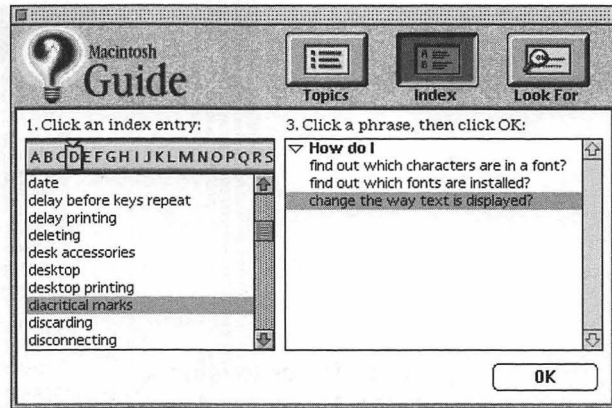 Macintosh
Guide
Topics
Index
Look For
1. Click an index entry:
A B C D E F G H I J K L M N O P Q R S
date
delay before keys repeat
delay printing
deleting
desk accessories
desktop
desktop printing
diacritical marks
discarding
disconnecting
3. Click a phrase, then click OK:
How do I
find out which characters are in a font?
find out which fonts are installed?
change the way text is displayed?
OK